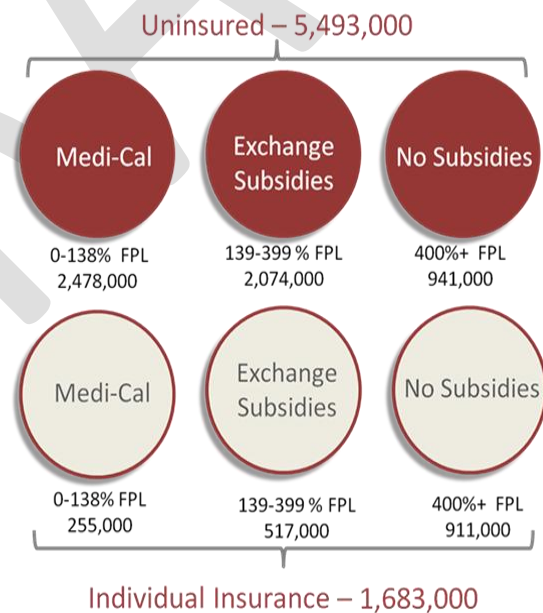 Uninsured – 5,493,000
Medi-Cal
Exchange
Subsidies
No Subsidies
0-138% FPL
2,478,000
139-399 % FPL
2,074,000
400%+ FPL
941,000
Medi-Cal
Exchange
Subsidies
No Subsidies
0-138% FPL
255,000
139-399 % FPL
517,000
400%+ FPL
911,000
Individual Insurance – 1,683,000